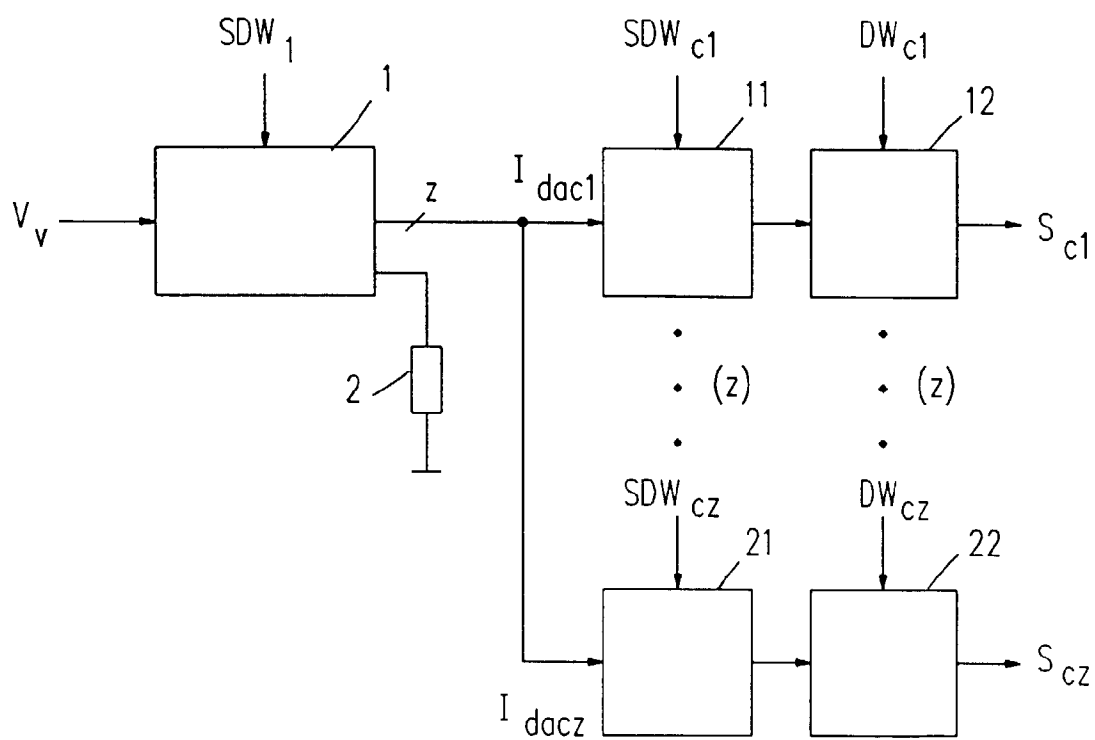 SDW1
1
Vv
z
2
Idac1
SDWc1
11
DWc1
12
Sc1
(z)
(z)
SDWcz
21
DWcz
22
Idacz
Scz